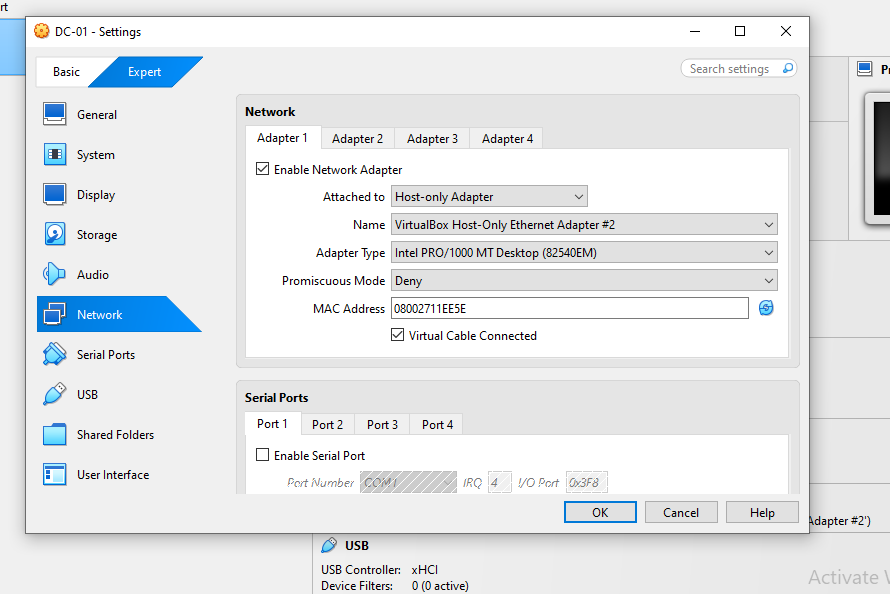 rt
DC-01 - Settings
Basic Expert
Search settings
General
System
Display
Storage
Audio
Network
Serial Ports
USB
Shared Folders
User Interface
Network
Adapter 1 Adapter 2 Adapter 3 Adapter 4
Enable Network Adapter
Attached to Host-only Adapter
Name VirtualBox Host-Only Ethernet Adapter #2
Adapter Type Intel PRO/1000 MT Desktop (82540EM)
Promiscuous Mode Deny
MAC Address 08002711EE5E
Virtual Cable Connected
Serial Ports
Port 1 Port 2 Port 3 Port 4
Enable Serial Port
Port Number COM1 IRQ 4 I/O Port 0x3F8
OK Cancel Help
Pr
Adapter #2')
USB
USB Controller: xHCI
Device Filters: 0 (0 active)
Activate W